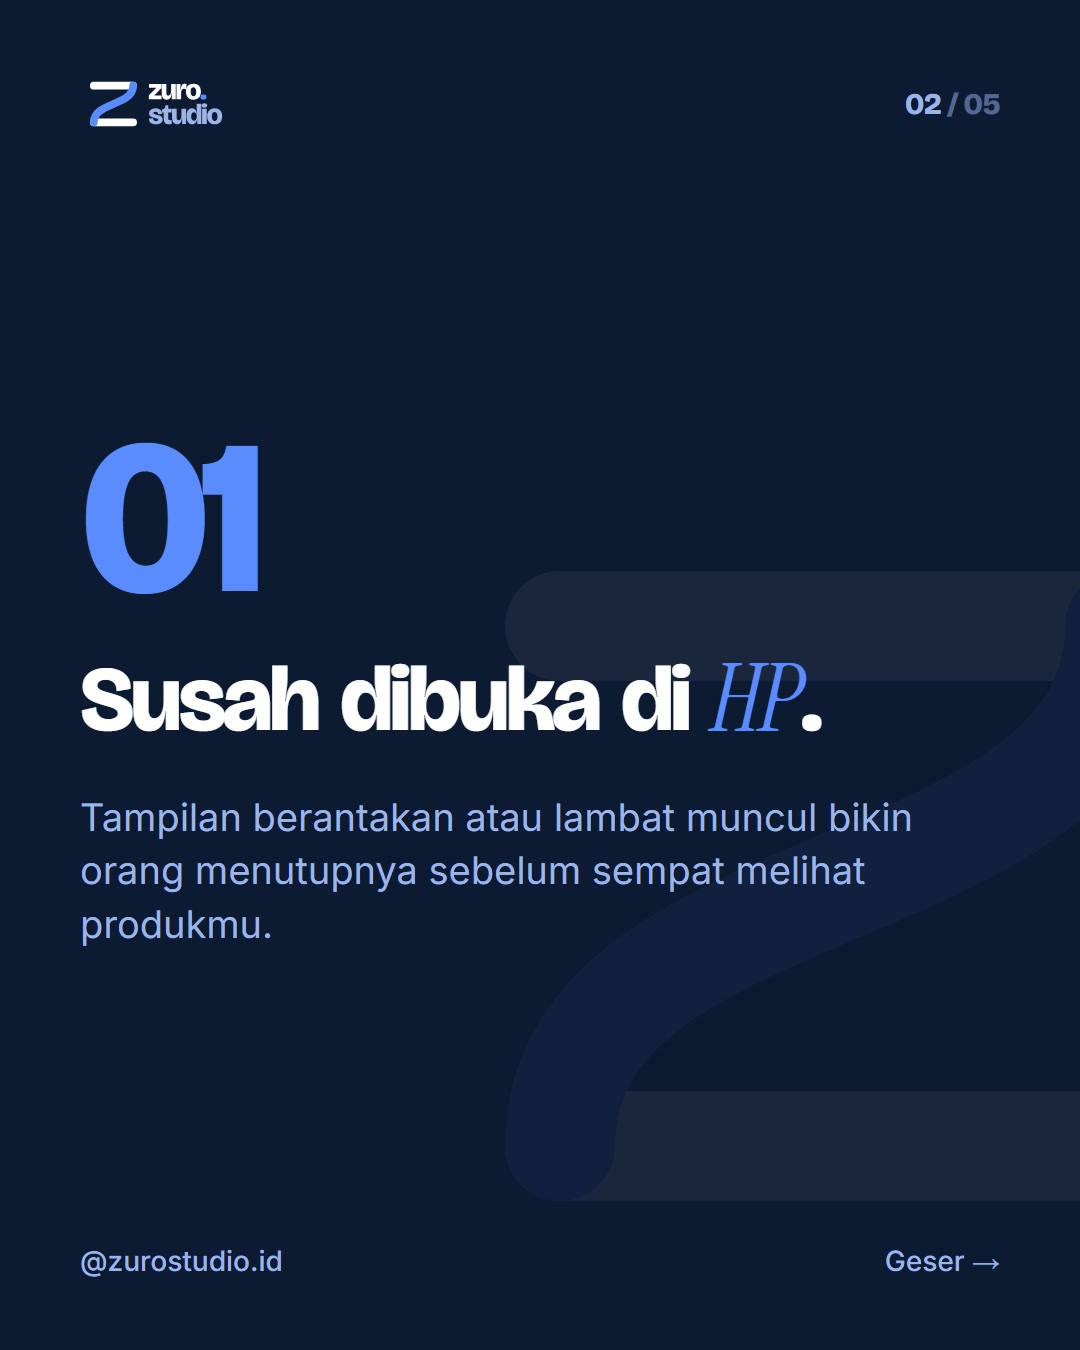 zuro.
studio
02 / 05
01
Susah dibuka di HP.
Tampilan berantakan atau lambat muncul bikin
orang menutupnya sebelum sempat melihat
produkmu.
@zurostudio.id
Geser →